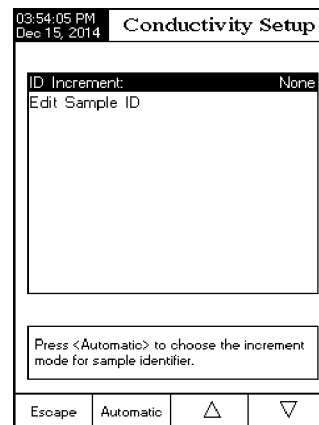 03:54:05 PM
Dec 15, 2014
Conductivity Setup
ID Increment: None
Edit Sample ID
Press <Automatic> to choose the increment
mode for sample identifier.
Escape Automatic △ ▽